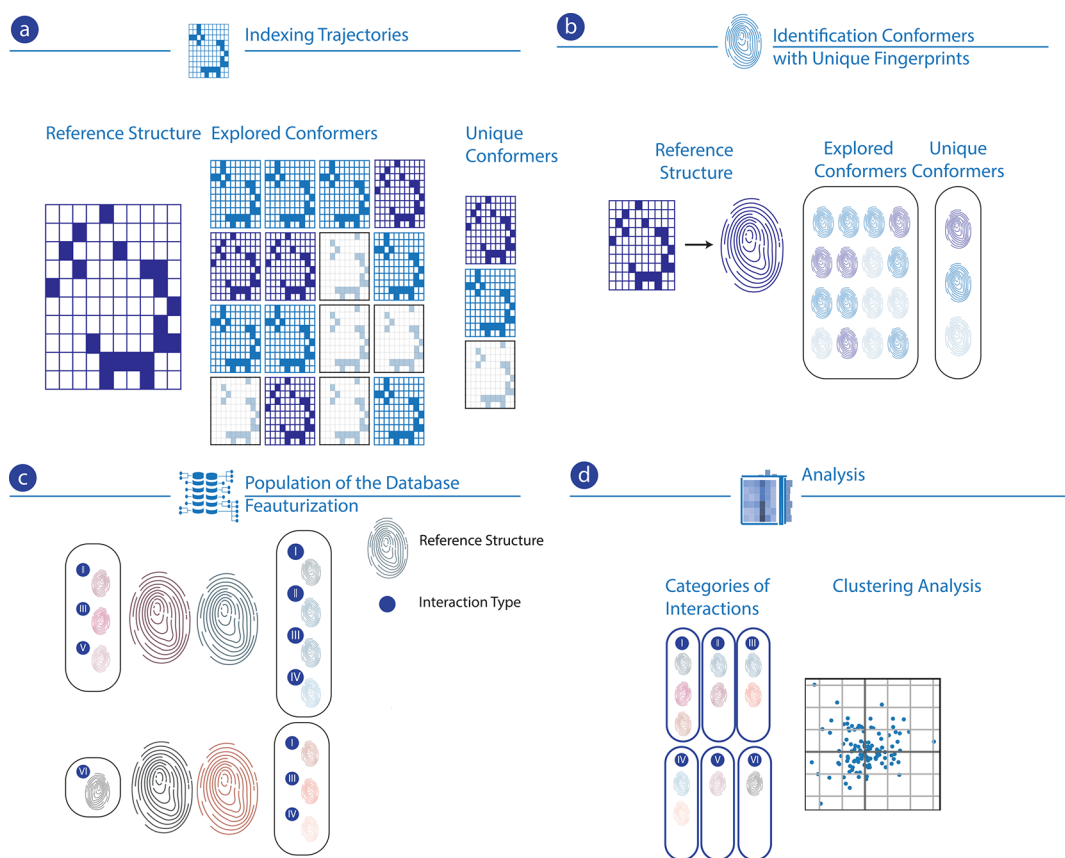 a
Indexing Trajectories
Reference Structure
Explored Conformers
Unique
Conformers
b
Identification Conformers
with Unique Fingerprints
Reference
Structure
Explored
Conformers
Unique
Conformers
c
Population of the Database
Feauturization
I
III
V
I
II
III
IV
Reference Structure
Interaction Type
VI
I
III
IV
d
Analysis
Categories of
Interactions
Clustering Analysis
I
II
III
IV
V
VI